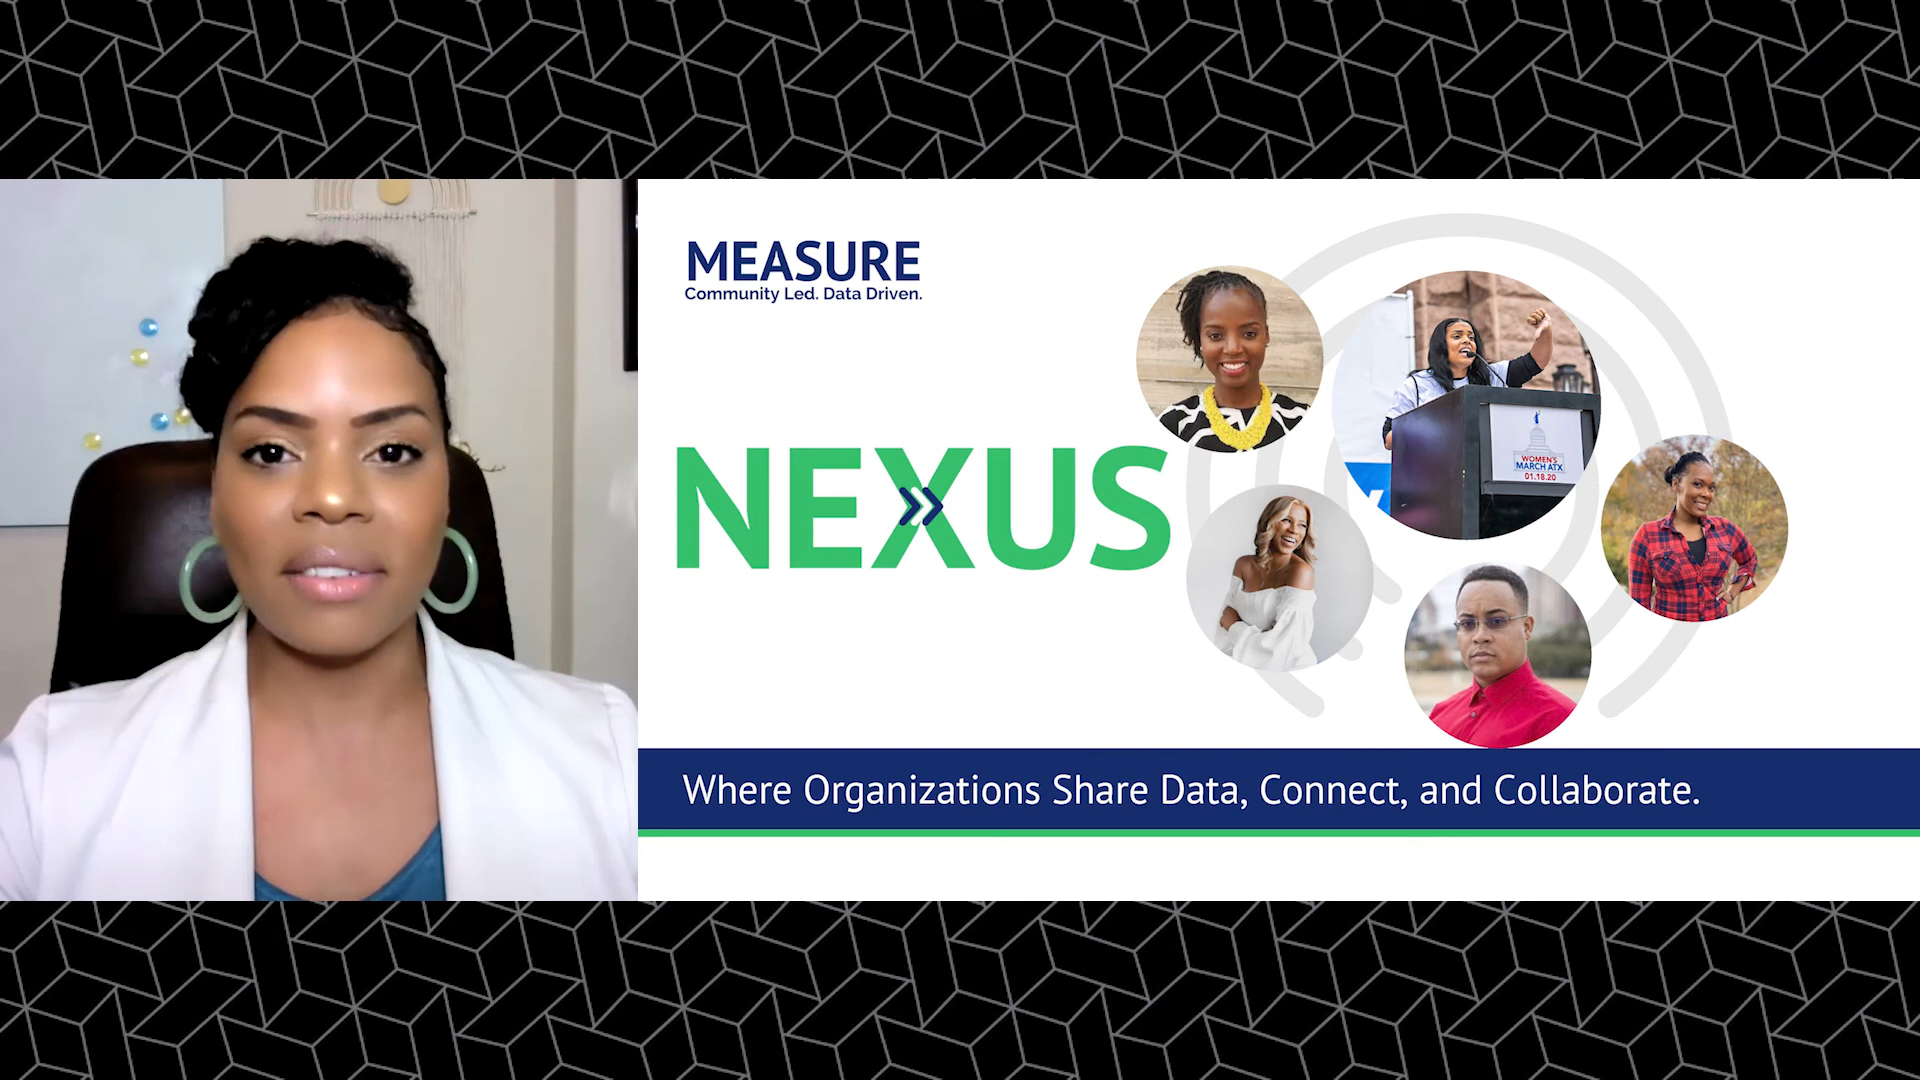 MEASURE
Community Led. Data Driven.
NEXUS
WOMEN'S
MARCH ATX
01.18.20
Where Organizations Share Data, Connect, and Collaborate.